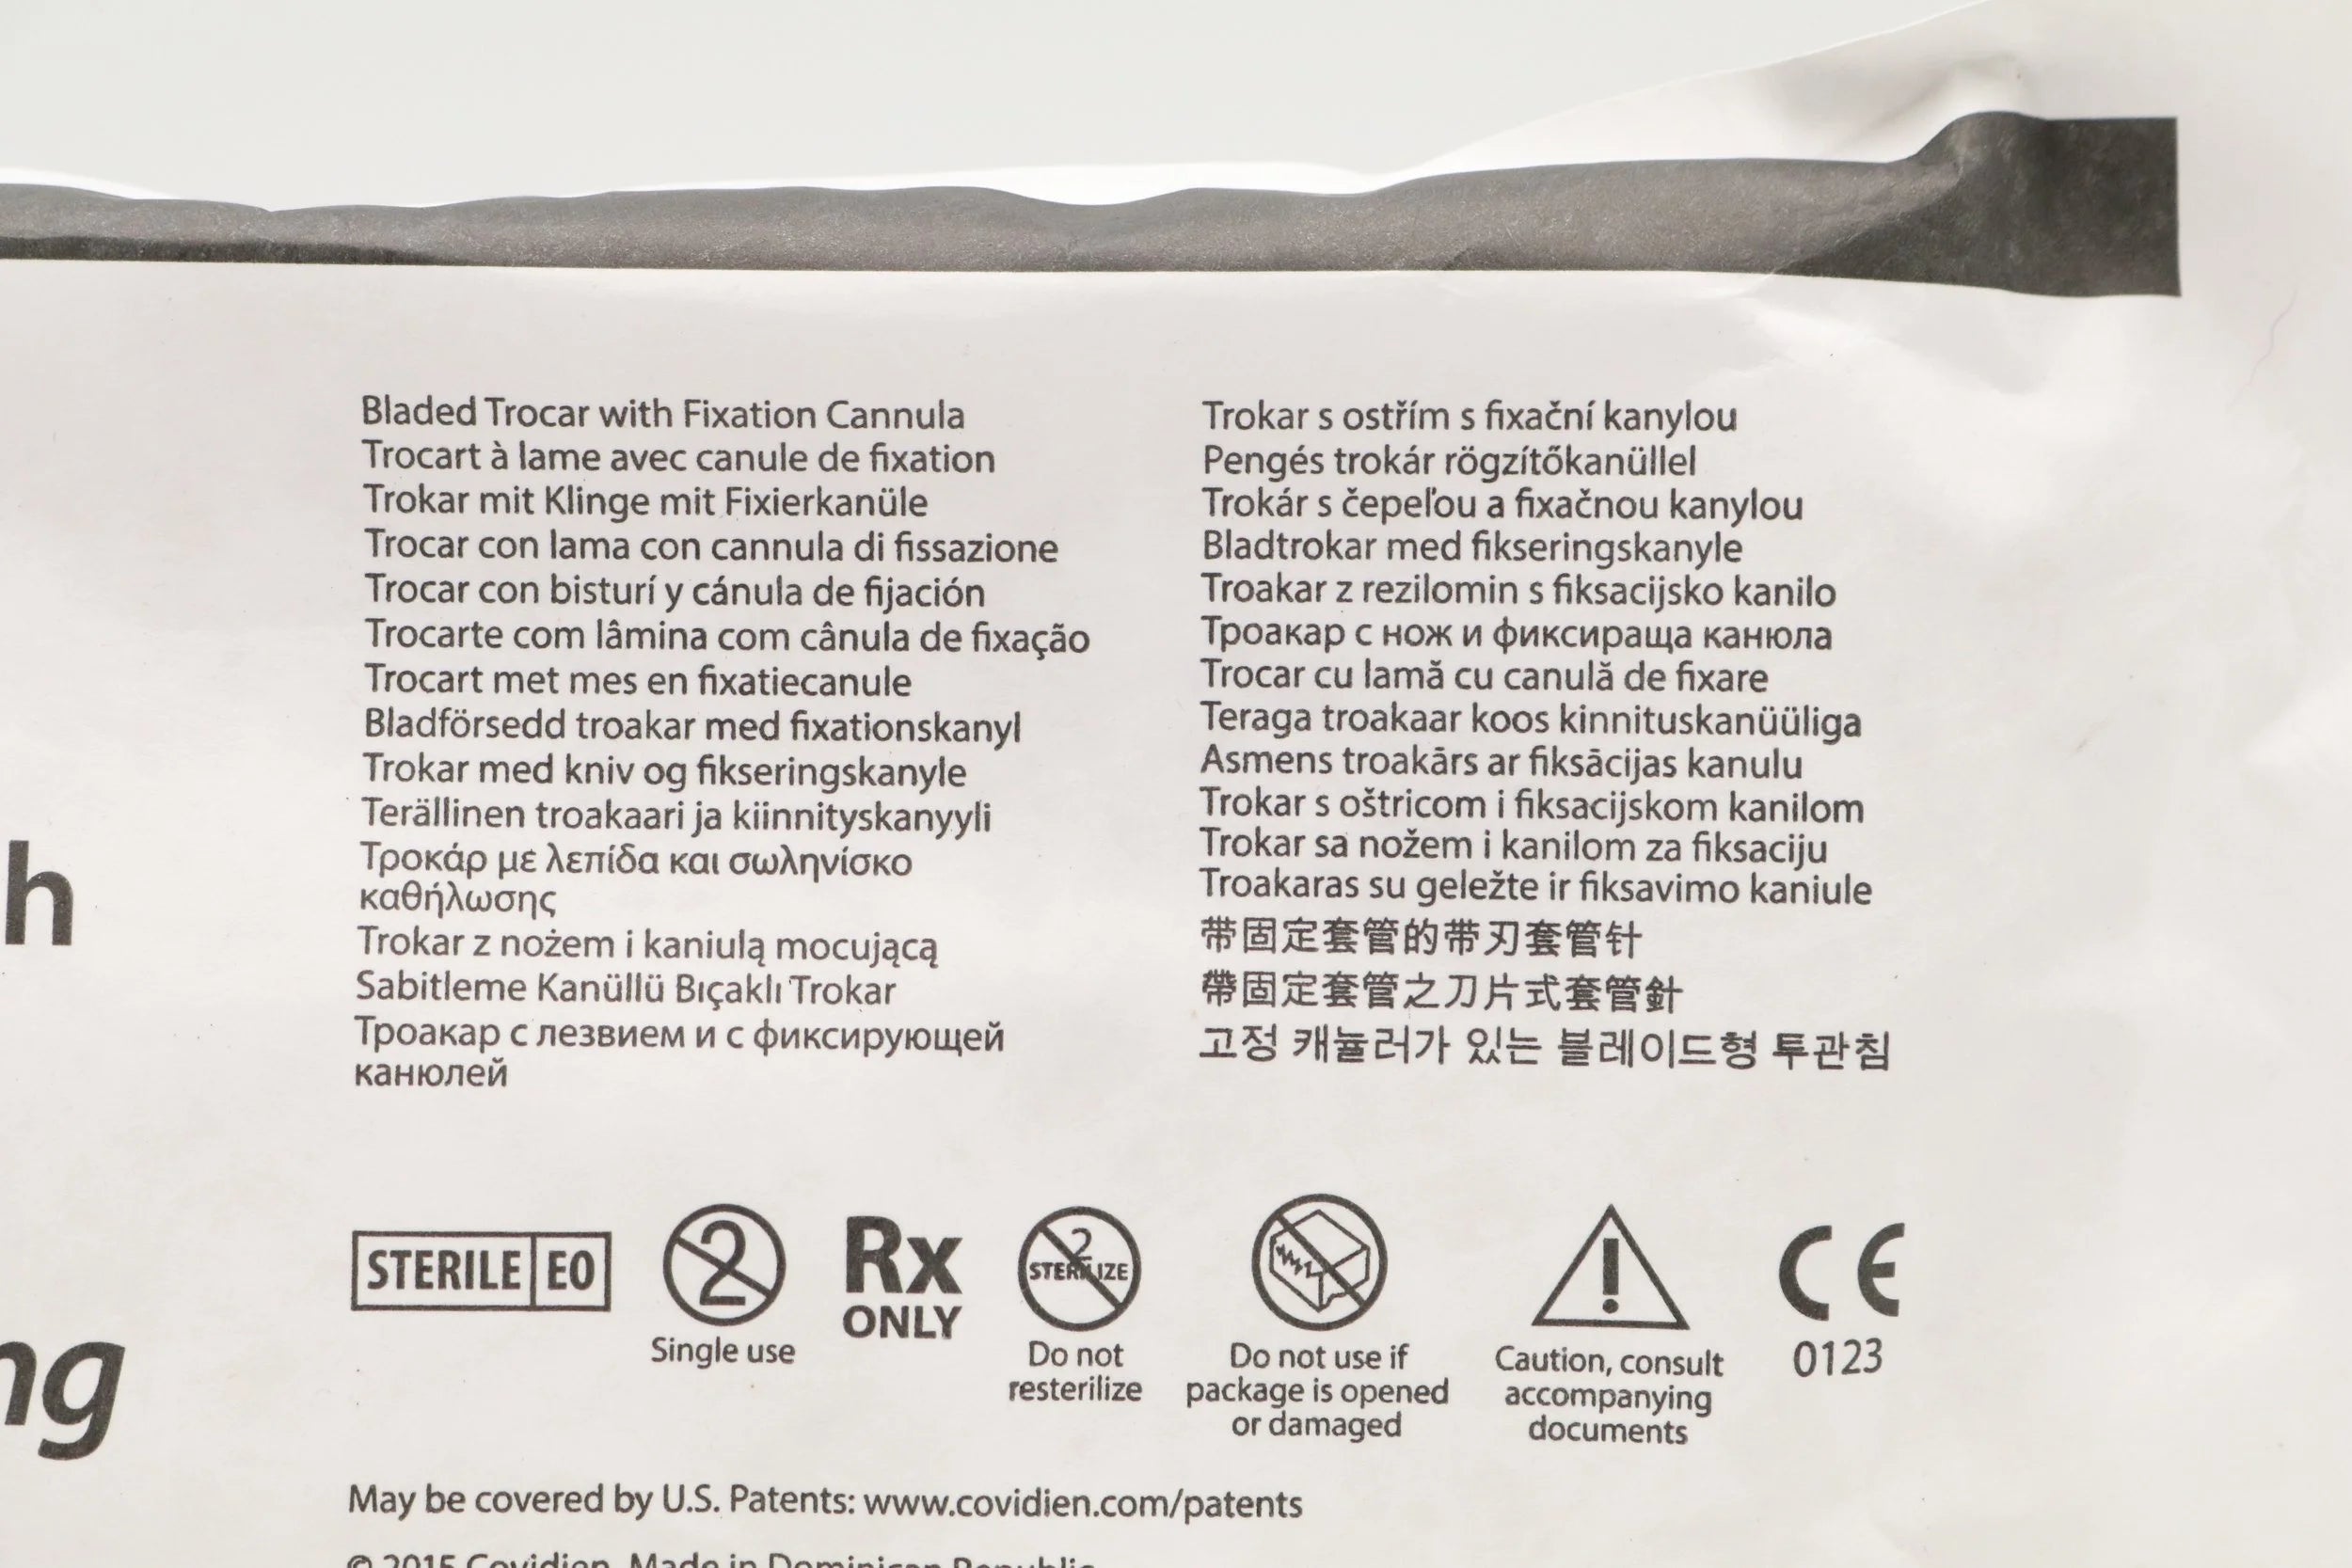 Bladed Trocar with Fixation Cannula
Trocart à lame avec canule de fixation
Trokar mit Klinge mit Fixierkanüle
Trocar con lama con cannula di fissazione
Trocar con bisturí y cánula de fijación
Trocarte com lâmina com cânula de fixação
Trocart met mes en fixatiecanule
Bladförsedd troakar med fixationskanyl
Trokar med kniv og fikseringskanyle
Terällinen troakaari ja kiinnityskanyyli
Τροκάρ με λεπίδα και σωληνίσκο
καθήλωσης
Trokar z nożem i kaniulą mocującą
Sabitleme Kanüllü Bıçaklı Trokar
Троакар с лезвием и с фиксирующей
канюлей
Trokar s ostřím s fixační kanylou
Pengés trokár rögzítőkanüllel
Trokár s čepeľou a fixačnou kanylou
Bladtrokar med fikseringskanyle
Troakar z rezilomin s fiksacijsko kanilo
Троакар с нож и фиксираща канюла
Trocar cu lamă cu canulă de fixare
Teraga troakaar koos kinnituskanüüliga
Asmens troakārs ar fiksācijas kanulu
Trokar s oštricom i fiksacijskom kanilom
Trokar sa nožem i kanilom za fiksaciju
Troakaras su geležte ir fiksavimo kaniule
带固定套管的带刃套管针
帶固定套管之刀片式套管針
고정 캐뉼러가 있는 블레이드형 투관침
h
ng
STERILE EO
2
Single use
Rx
ONLY
2
STERILIZE
Do not
resterilize
Do not use if
package is opened
or damaged
!
Caution, consult
accompanying
documents
CE
0123
May be covered by U.S. Patents: www.covidien.com/patents
© 2015 Covidien. Made in Dominican Republic